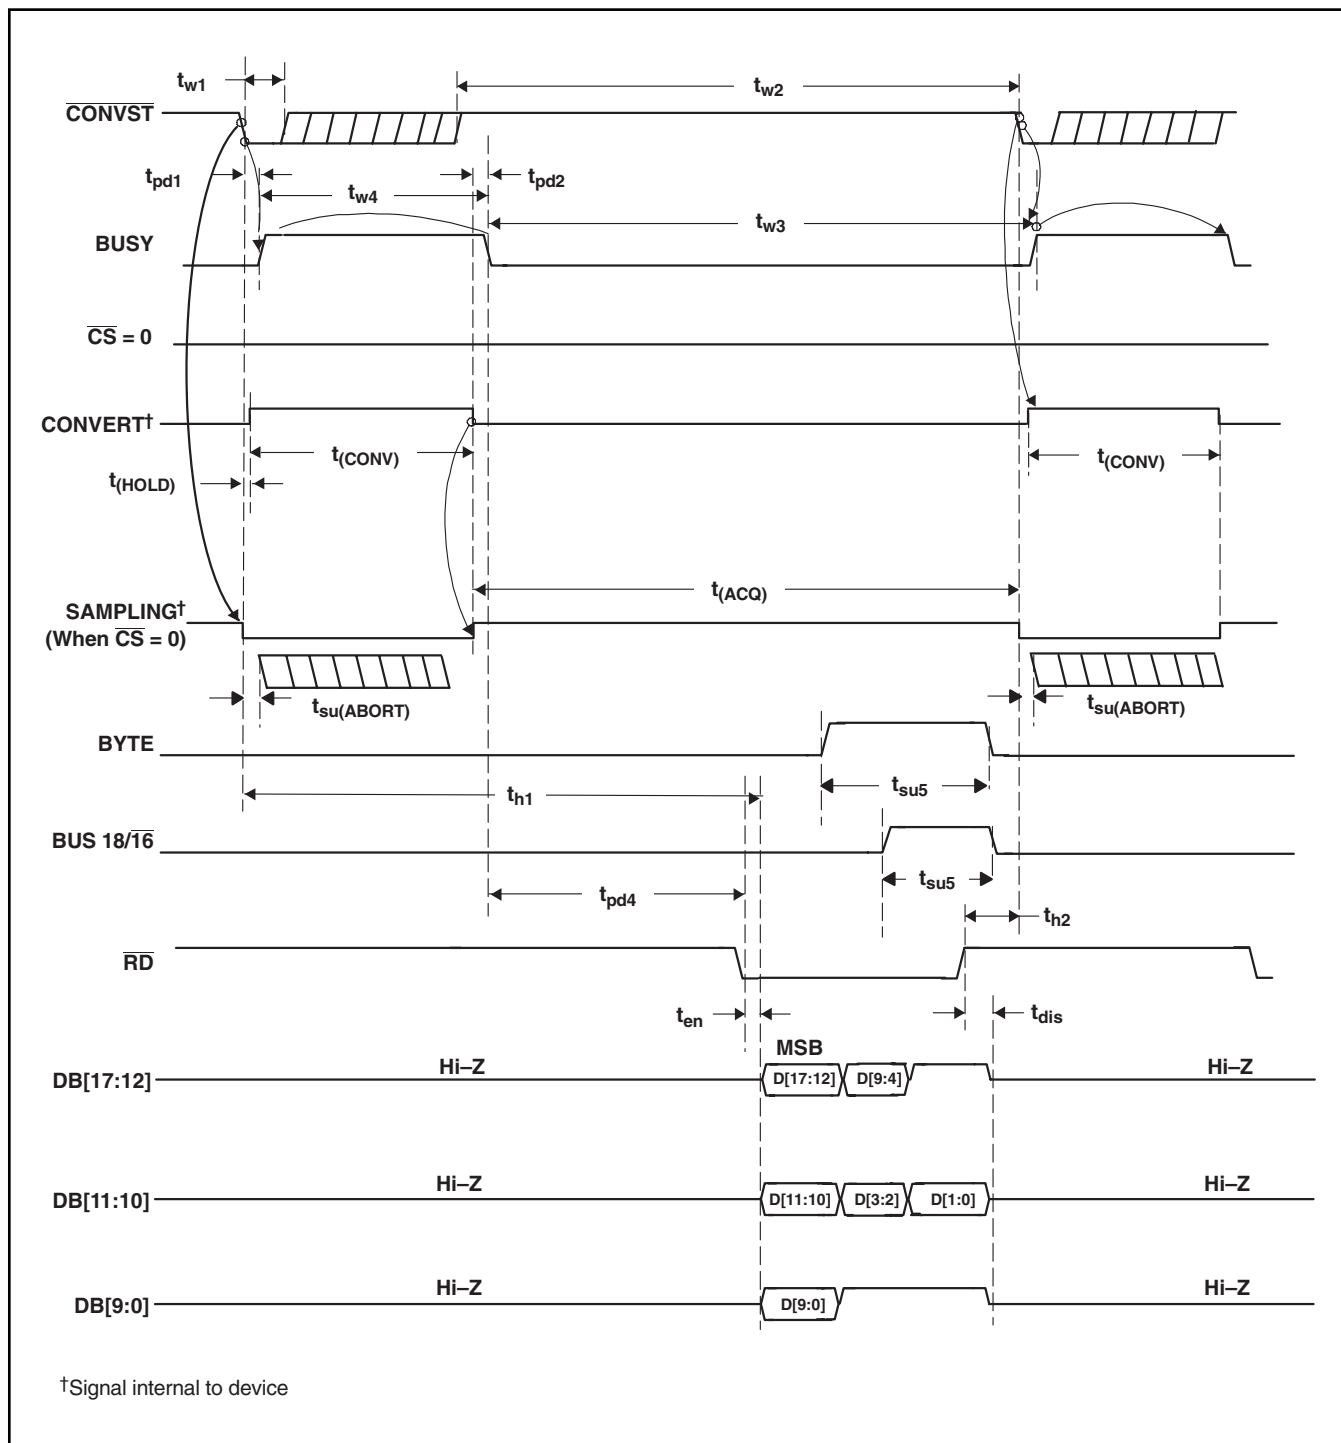 tw1
tw2
CONVST
tpd1
tw4
tpd2
tw3
BUSY
CS = 0
CONVERT†
t(CONV)
t(CONV)
t(HOLD)
t(ACQ)
SAMPLING†
(When CS = 0)
tsu(ABORT)
tsu(ABORT)
BYTE
th1
tsu5
BUS 18/16
tpd4
tsu5
th2
RD
ten
tdis
MSB
DB[17:12]
Hi–Z
D[17:12]
D[9:4]
Hi–Z
DB[11:10]
Hi–Z
D[11:10]
D[3:2]
D[1:0]
Hi–Z
DB[9:0]
Hi–Z
D[9:0]
Hi–Z
†Signal internal to device